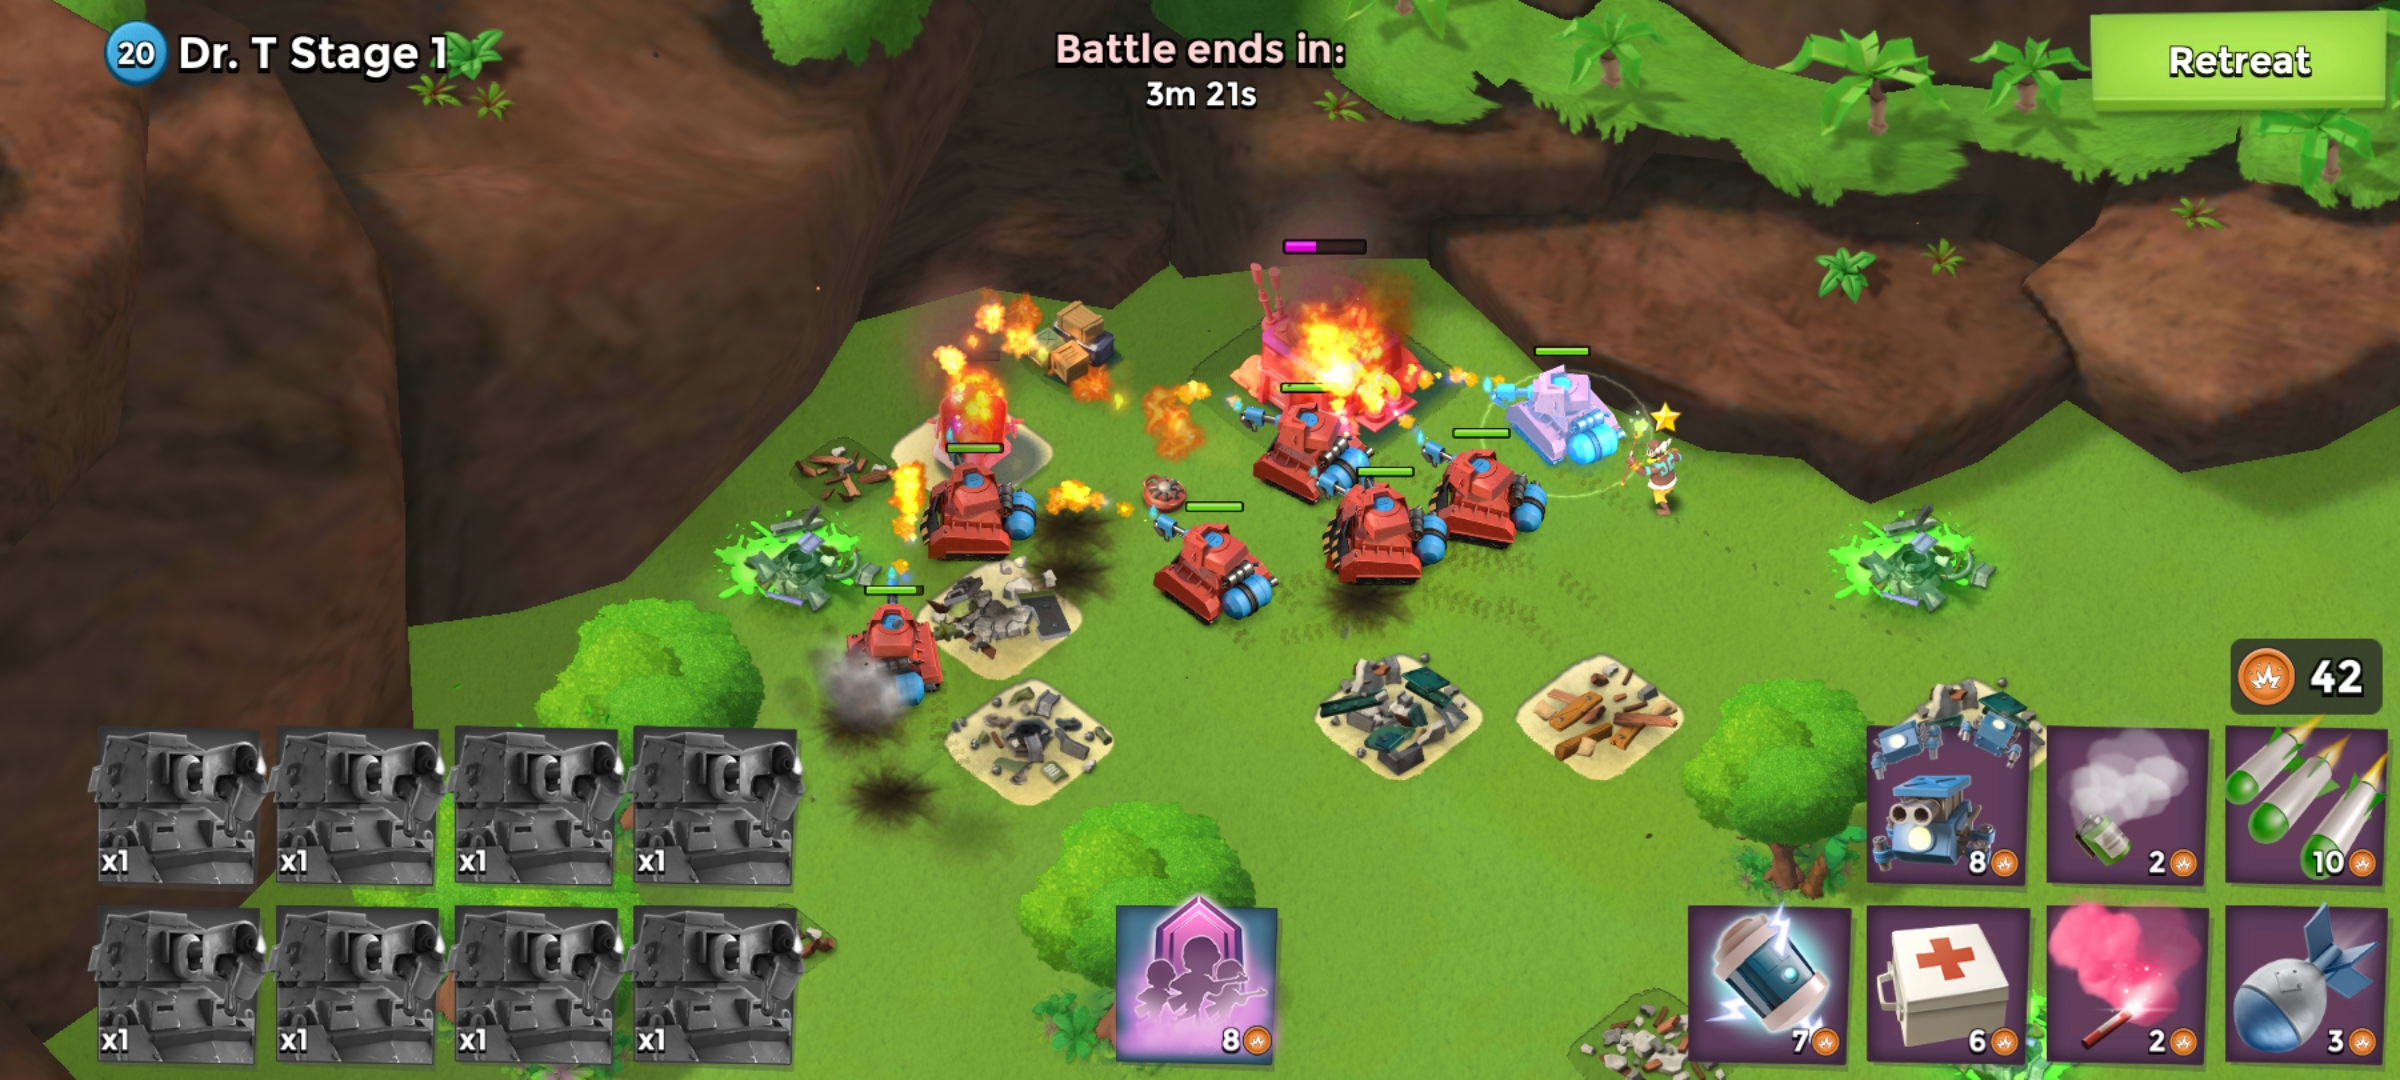 20 Dr. T Stage 1
Battle ends in:
3m 21s
Retreat
42
x1 x1 x1 x1
8 2 10
x1 x1 x1 x1
8
7 6 2 3